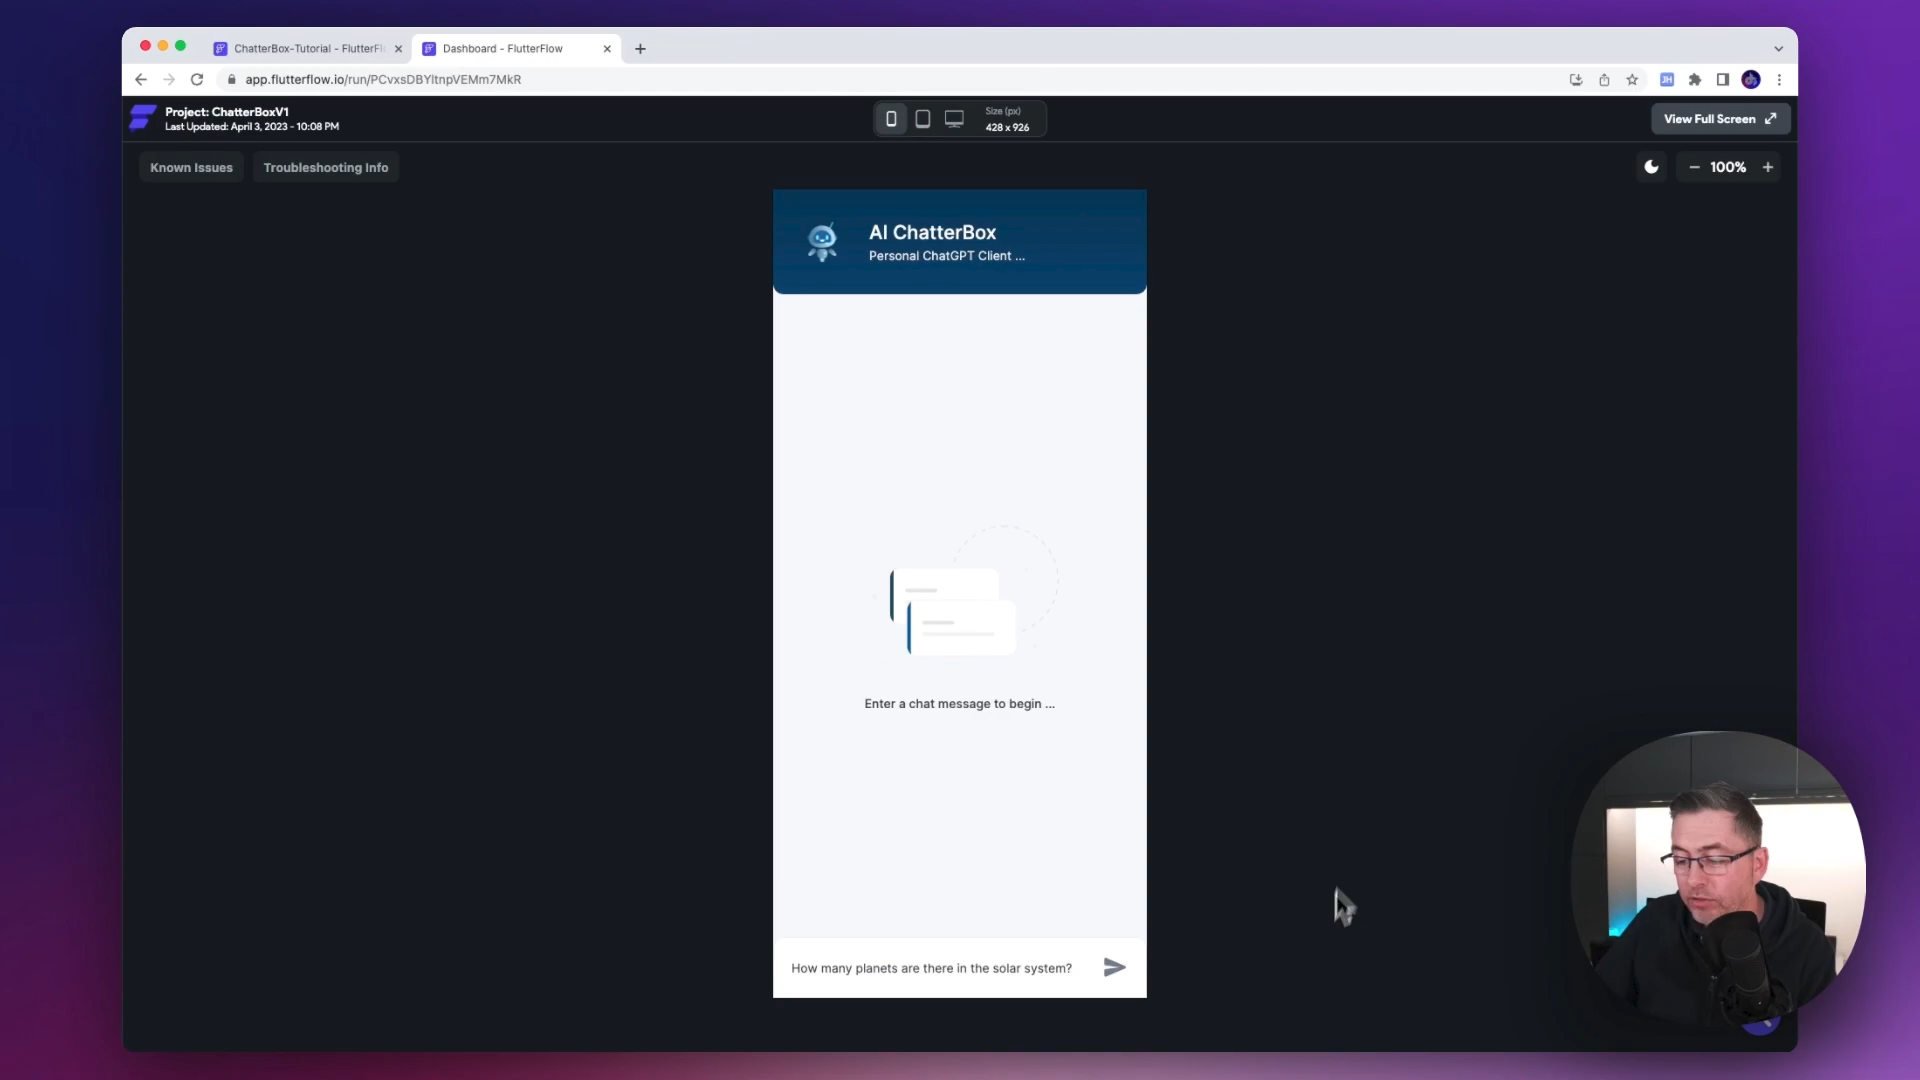 ChatterBox-Tutorial - FlutterFl
Dashboard - FlutterFlow
app.flutterflow.io/run/PCvxsDBYltnpVEMm7MkR
JH
Project: ChatterBoxV1
Last Updated: April 3, 2023 - 10:08 PM
Size (px)
428 x 926
View Full Screen
Known Issues
Troubleshooting Info
100%
AI ChatterBox
Personal ChatGPT Client ...
Enter a chat message to begin ...
How many planets are there in the solar system?